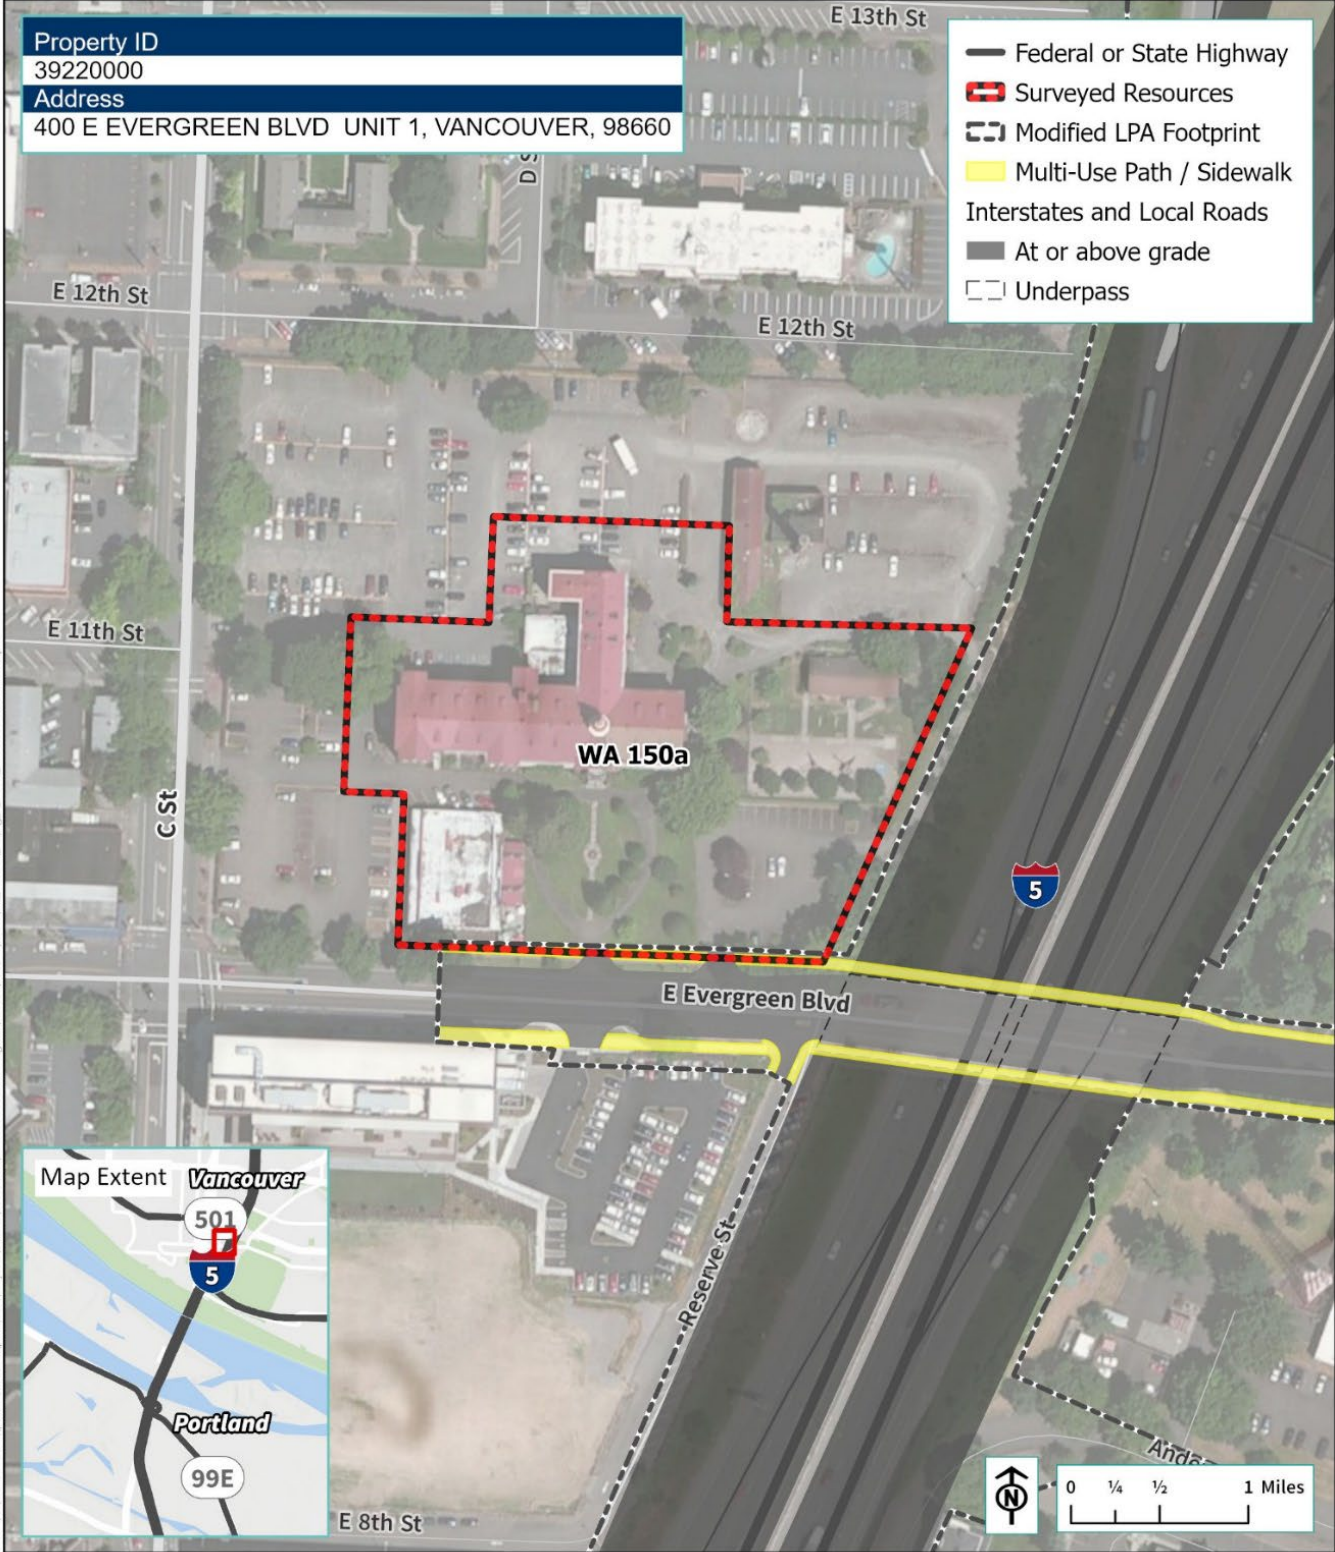 Property ID
39220000
Address
400 E EVERGREEN BLVD UNIT 1, VANCOUVER, 98660
E 13th St
Federal or State Highway
Surveyed Resources
Modified LPA Footprint
Multi-Use Path / Sidewalk
Interstates and Local Roads
At or above grade
Underpass
E 12th St
E 12th St
E 11th St
WA 150a
C St
5
E Evergreen Blvd
Reserve St
Map Extent
Vancouver
501
5
Portland
99E
E 8th St
N
0 ¼ ½ 1 Miles